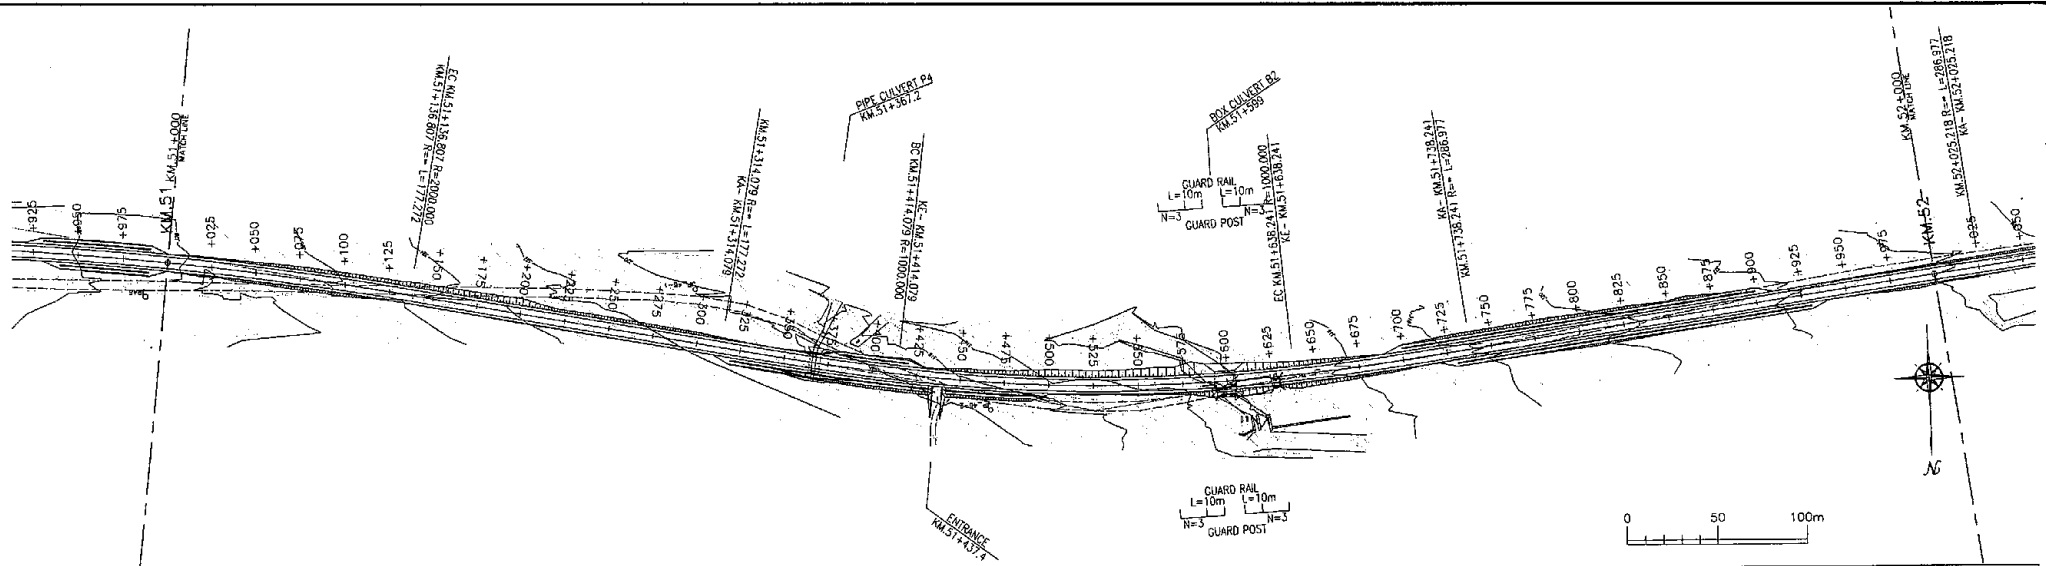 +925
+950
+975
KM.51
KM.51+000
MATCH LINE
+025
+050
+075
+100
+125
+150
+175
+200
+225
+250
+275
+300
+325
+350
+375
+400
+425
+450
+475
+500
+525
+550
+575
+600
+625
+650
+675
+700
+725
+750
+775
+800
+825
+850
+875
+900
+925
+950
+975
KM.52
+025
+050
EC KM.51+136.807 R=2000.000
KM.51+136.807 R=∞ L=177.272
KM.51+314.079 R=∞ L=177.272
KA- KM.51+314.079
PIPE CULVERT P4
KM.51+367.2
KE- KM.51+414.079
BC KM.51+414.079 R=1000.000
BOX CULVERT B2
KM.51+599
GUARD RAIL
L=10m L=10m
N=3 N=3
GUARD POST
EC KM.51+638.241 R=1000.000
KE- KM.51+638.241
KA- KM.51+738.241
KM.51+738.241 R=∞ L=286.977
KM.52+000
MATCH LINE
KM.52+025.218 R=∞ L=286.977
KA- KM.52+025.218
ENTRANCE
KM.51+437.4
GUARD RAIL
L=10m L=10m
N=3 N=3
GUARD POST
N
0 50 100m